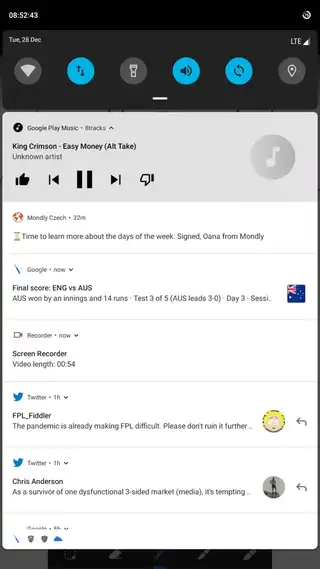 08:52:43
Tue, 28 Dec
LTE
Google Play Music • 8tracks
King Crimson - Easy Money (Alt Take)
Unknown artist
Mondly Czech • 32m
⏳Time to learn more about the days of the week. Signed, Oana from Mondly
Google • now
Final score: ENG vs AUS
AUS won by an innings and 14 runs · Test 3 of 5 (AUS leads 3-0) · Day 3 · Sessi..
Recorder • now
Screen Recorder
Video length: 00:54
Twitter • 1h
FPL_Fiddler
The pandemic is already making FPL difficult. Please don't ruin it further...
Twitter • 1h
Chris Anderson
As a survivor of one dysfunctional 3-sided market (media), it's tempting ...
Google